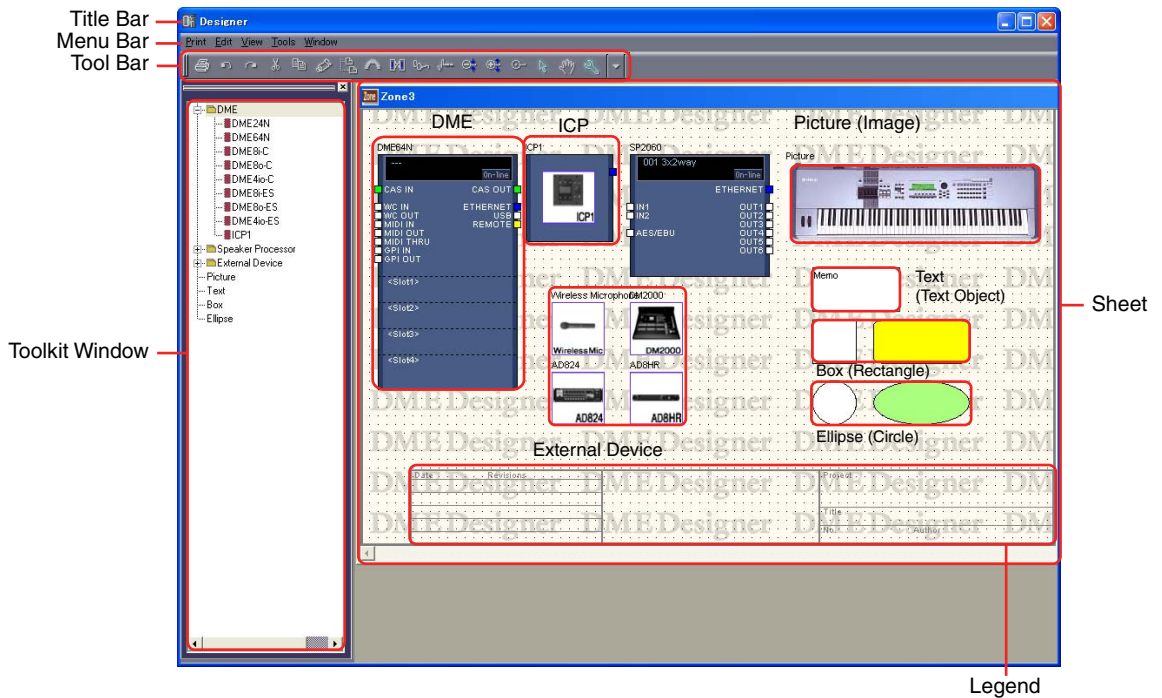 Title Bar
Designer
Menu Bar
Print Edit View Tools Window
Tool Bar
Toolkit Window
DME
DME24N
DME64N
DME8i-C
DME8o-C
DME4io-C
DME8i-ES
DME8o-ES
DME4io-ES
ICP1
Speaker Processor
External Device
Picture
Text
Box
Ellipse
Zone Zone3
DME Designer
DME
DME64N
---
On-line
CAS IN CAS OUT
WC IN ETHERNET
WC OUT USB
MIDI IN REMOTE
MIDI OUT
MIDI THRU
GPI IN
GPI OUT
<Slot1>
<Slot2>
<Slot3>
<Slot4>
ICP
ICP1
ICP1
SP2060
001 3x2way
On-line
ETHERNET
IN1 OUT1
IN2 OUT2
OUT3
AES/EBU OUT4
OUT5
OUT6
Picture (Image)
Picture
Wireless Microphone DM2000
WirelessMic DM2000
AD824 AD8HR
AD824 AD8HR
External Device
Memo
Text
(Text Object)
Box (Rectangle)
Ellipse (Circle)
Sheet
Date Revisions
Project
Title
No. Author
Legend